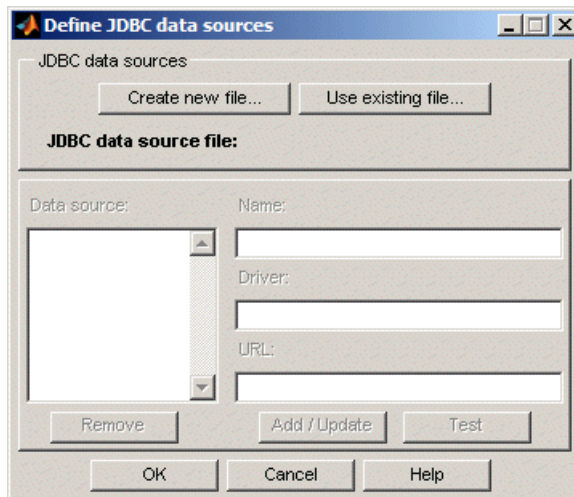 Define JDBC data sources
JDBC data sources
Create new file... Use existing file...
JDBC data source file:
Data source: Name:
Driver:
URL:
Remove Add / Update Test
OK Cancel Help